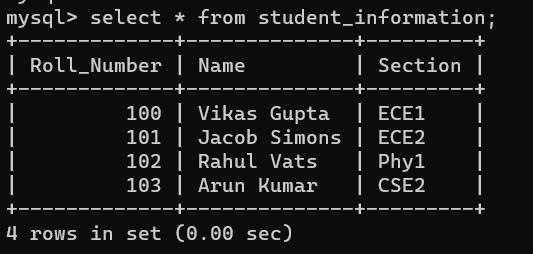 mysql> select * from student_information;
+-------------+--------------+---------+
| Roll_Number | Name         | Section |
+-------------+--------------+---------+
|         100 | Vikas Gupta  | ECE1    |
|         101 | Jacob Simons | ECE2    |
|         102 | Rahul Vats   | Phy1    |
|         103 | Arun Kumar   | CSE2    |
+-------------+--------------+---------+
4 rows in set (0.00 sec)